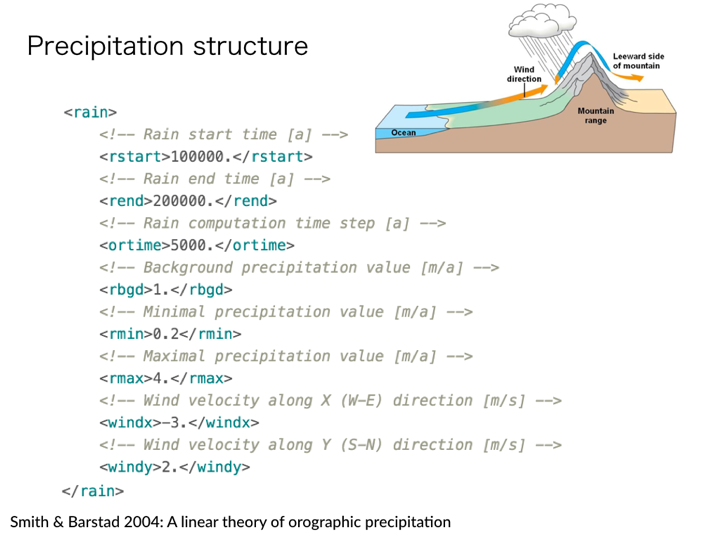 Precipitation structure
Wind
direction
Leeward side
of mountain
Mountain
range
Ocean
<rain>
<!-- Rain start time [a] -->
<rstart>100000.</rstart>
<!-- Rain end time [a] -->
<rend>200000.</rend>
<!-- Rain computation time step [a] -->
<ortime>5000.</ortime>
<!-- Background precipitation value [m/a] -->
<rbgd>1.</rbgd>
<!-- Minimal precipitation value [m/a] -->
<rmin>0.2</rmin>
<!-- Maximal precipitation value [m/a] -->
<rmax>4.</rmax>
<!-- Wind velocity along X (W-E) direction [m/s] -->
<windx>-3.</windx>
<!-- Wind velocity along Y (S-N) direction [m/s] -->
<windy>2.</windy>
</rain>
Smith & Barstad 2004: A linear theory of orographic precipitation